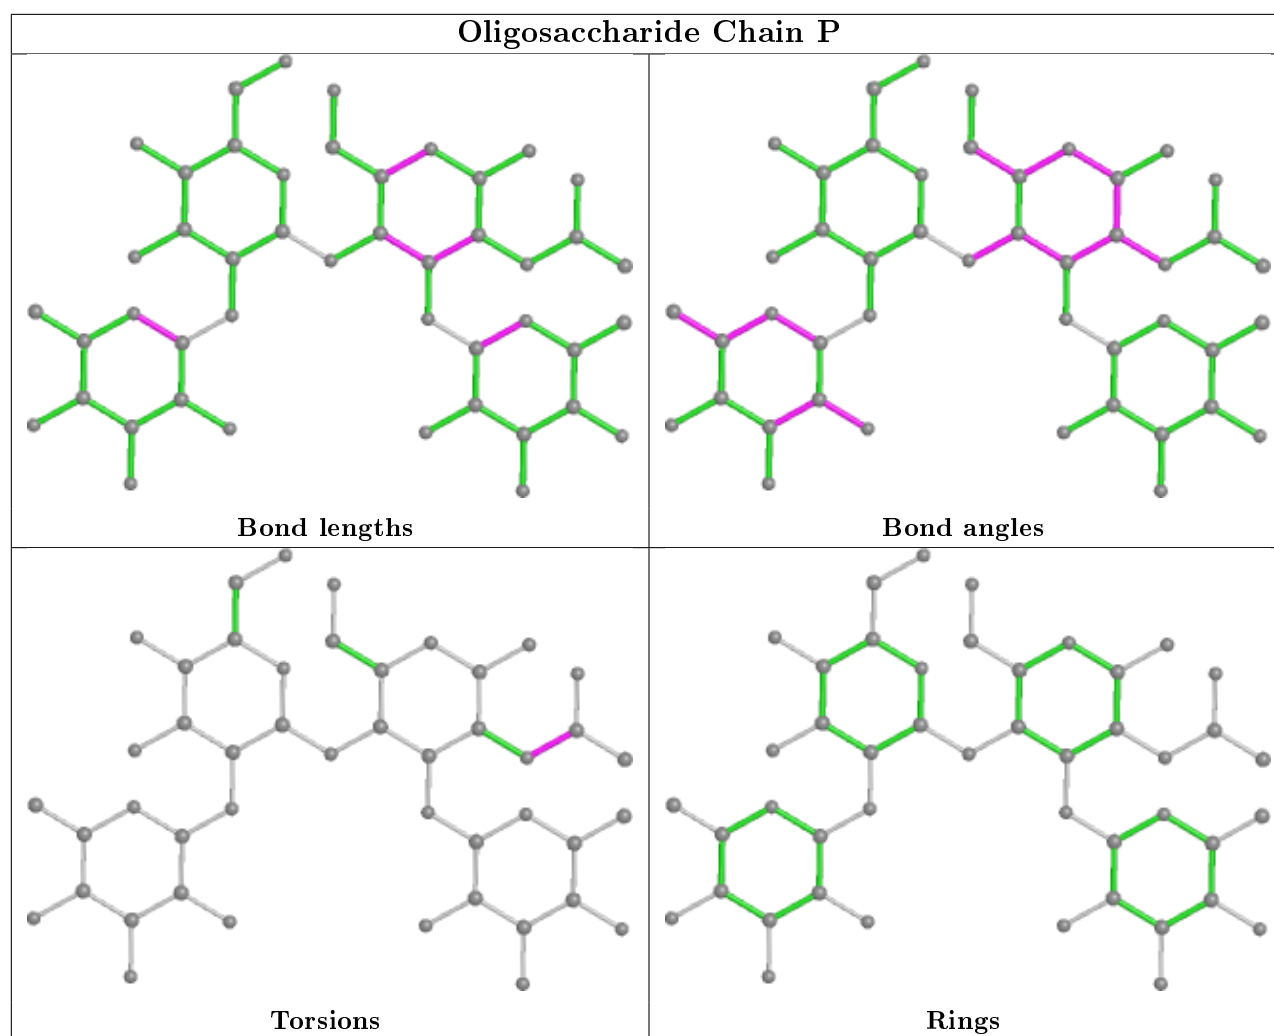 Oligosaccharide Chain P
Bond lengths
Bond angles
Torsions
Rings